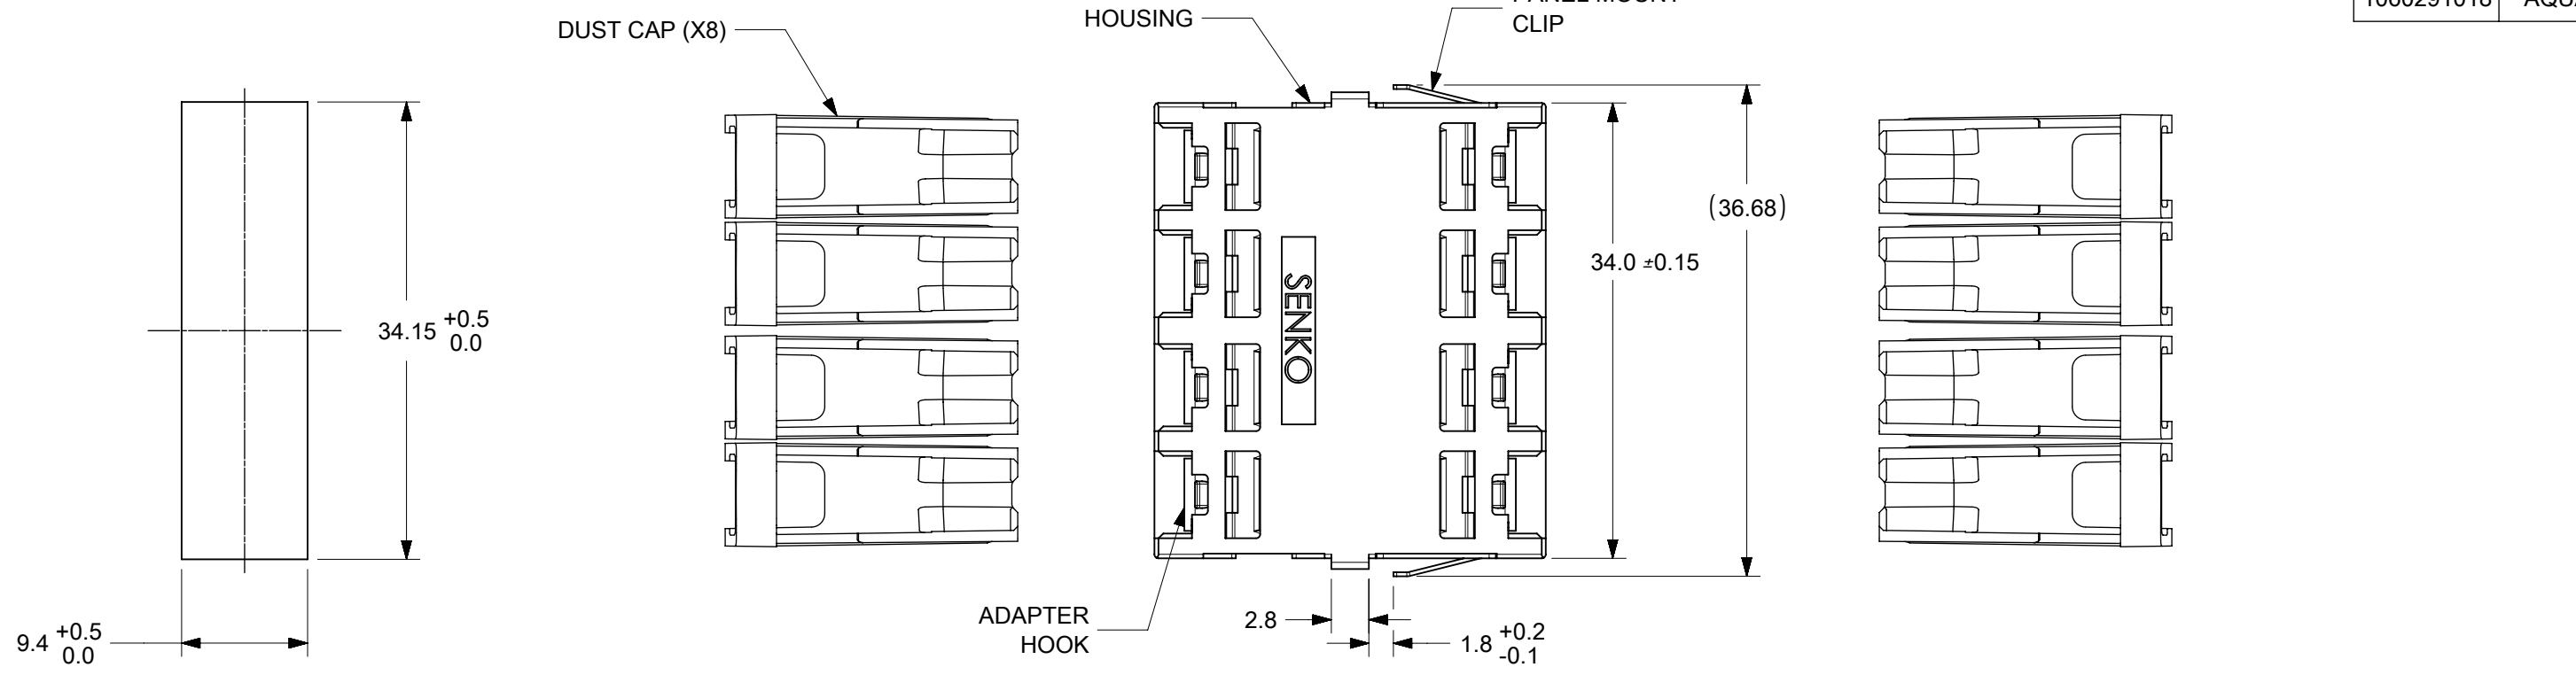 DUST CAP (X8)
HOUSING
CLIP
34.15 +0.5
0.0
9.4 +0.5
0.0
SENKO
(36.68)
34.0 ±0.15
ADAPTER
HOOK
2.8
1.8 +0.2
-0.1